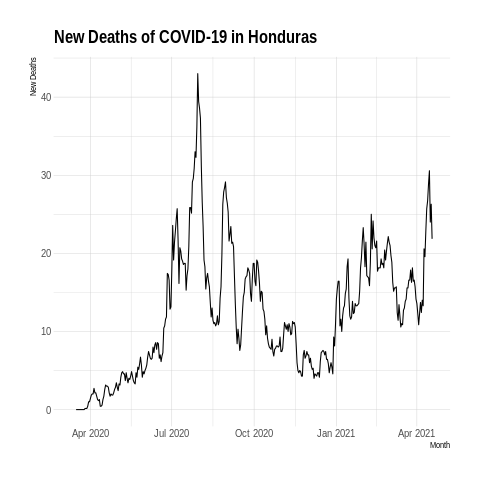 New Deaths of COVID-19 in Honduras
New Deaths
40
30
20
10
0
Apr 2020 Jul 2020 Oct 2020 Jan 2021 Apr 2021
Month